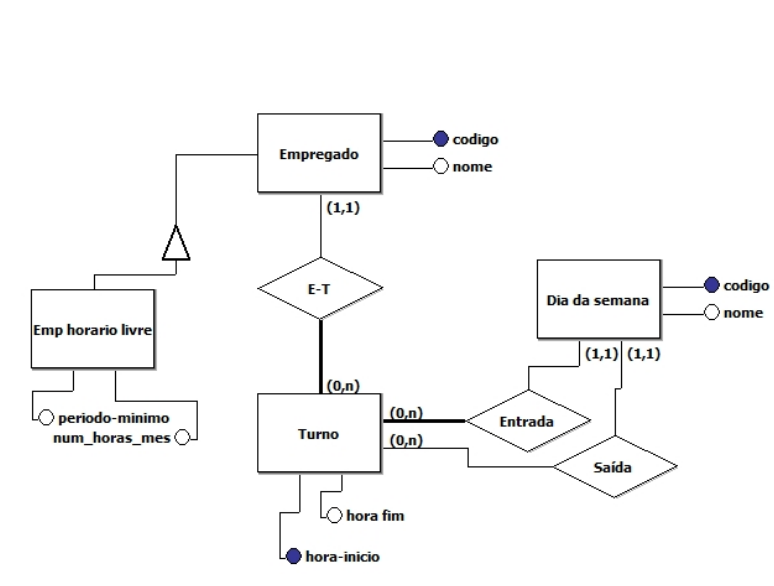 Empregado
codigo
nome
(1,1)
E-T
Dia da semana
codigo
nome
Emp horario livre
(1,1)
(1,1)
(0,n)
periodo-minimo
num_horas_mes
Turno
(0,n)
(0,n)
Entrada
Saída
hora fim
hora-inicio